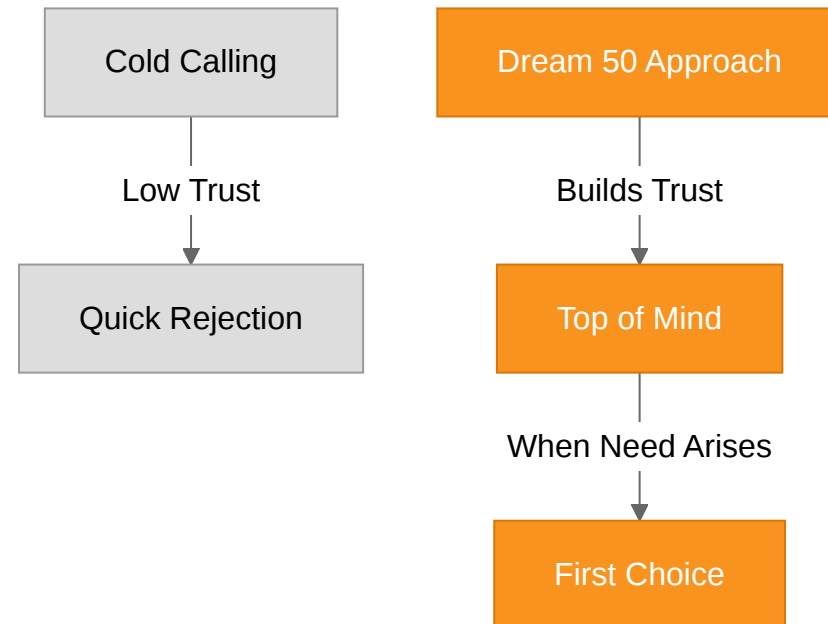 Cold Calling
Low Trust
Quick Rejection
Dream 50 Approach
Builds Trust
Top of Mind
When Need Arises
First Choice